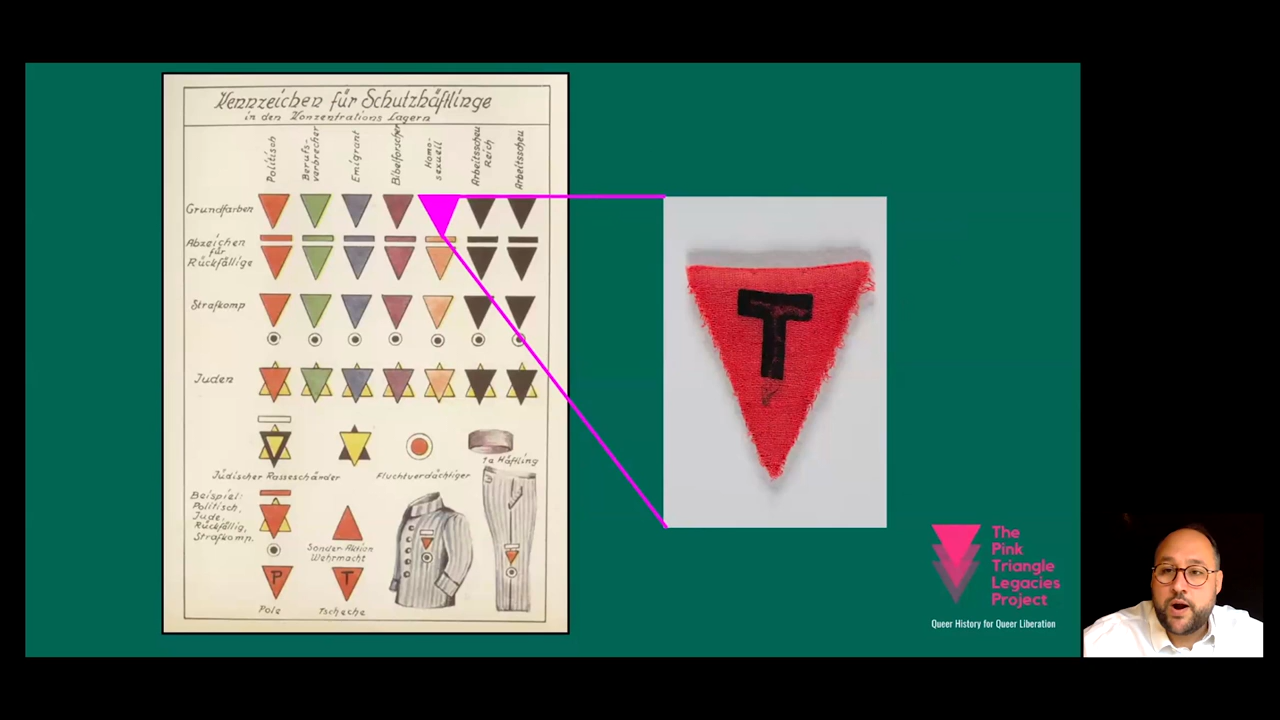 Kennzeichen für Schutzhäftlinge
in den Konzentrations Lagern
Politisch
Berufs-
verbrecher
Emigrant
Bibelforscher
Homo-
sexuell
Arbeitsscheu
Reich
Arbeitsscheu
Grundfarben
Abzeichen
für
Rückfällige
Strafkomp.
Juden
Jüdischer Rasseschänder
Fluchtverdächtiger
1a Häftling
Beispiel:
Politisch,
Jude,
Rückfällig,
Strafkomp.
Sonder-Aktion
Wehrmacht
P
T
Pole
Tscheche
T
The
Pink
Triangle
Legacies
Project
Queer History for Queer Liberation